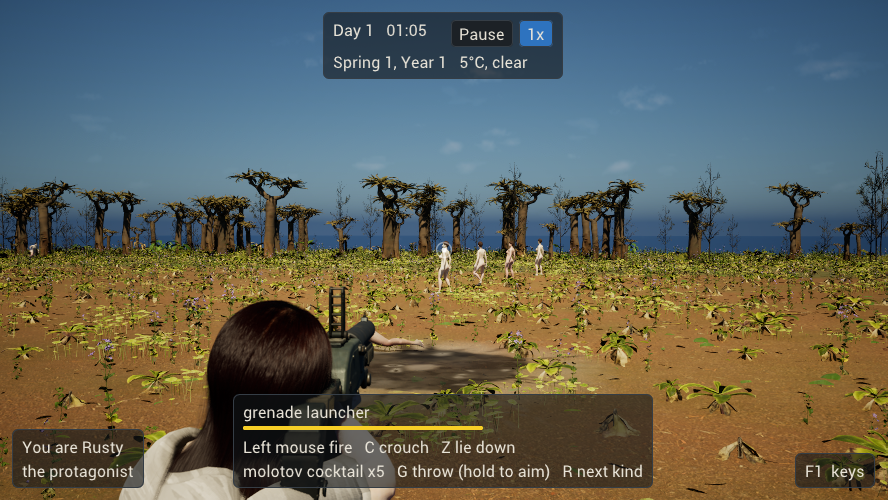 Day 1 01:05 Pause 1x
Spring 1, Year 1 5°C, clear
grenade launcher
Left mouse fire C crouch Z lie down
molotov cocktail x5 G throw (hold to aim) R next kind
You are Rusty
the protagonist
F1 keys